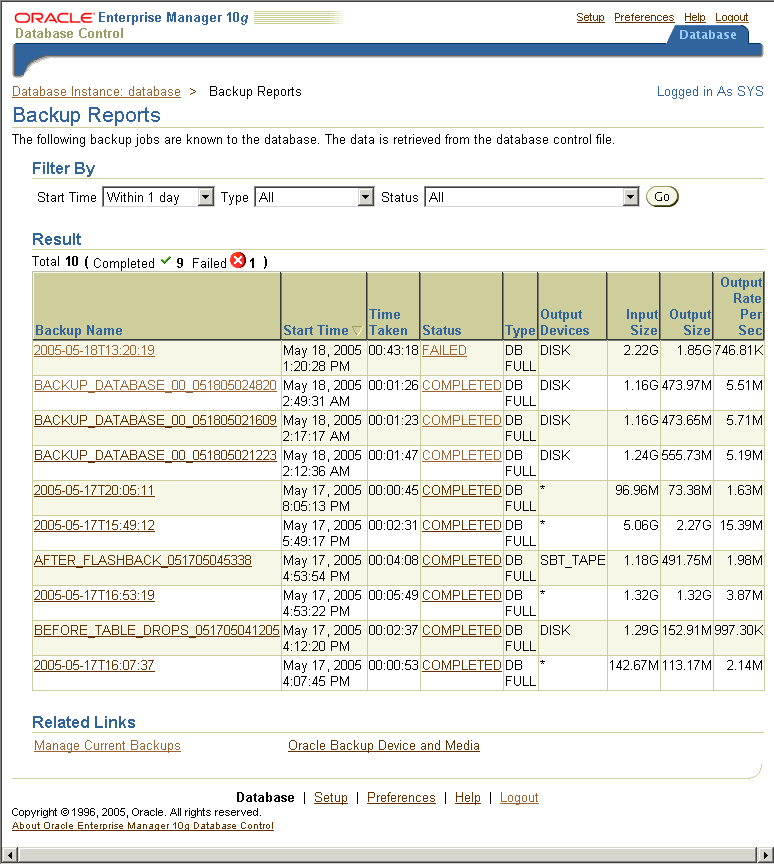 ORACLE Enterprise Manager 10g
Database Control
Setup Preferences Help Logout
Database
Database Instance: database > Backup Reports
Logged in As SYS
Backup Reports
The following backup jobs are known to the database. The data is retrieved from the database control file.
Filter By
Start Time Within 1 day Type All Status All Go
Result
Total 10 ( Completed 9 Failed 1 )
Backup Name Start Time Time Taken Status Type Output Devices Input Size Output Size Output Rate Per Sec
2005-05-18T13:20:19 May 18, 2005 1:20:28 PM 00:43:18 FAILED DB FULL DISK 2.22G 1.85G 746.81K
BACKUP_DATABASE_00_051805024820 May 18, 2005 2:49:31 AM 00:01:26 COMPLETED DB FULL DISK 1.16G 473.97M 5.51M
BACKUP_DATABASE_00_051805021609 May 18, 2005 2:17:17 AM 00:01:23 COMPLETED DB FULL DISK 1.16G 473.65M 5.71M
BACKUP_DATABASE_00_051805021223 May 18, 2005 2:12:36 AM 00:01:47 COMPLETED DB FULL DISK 1.24G 555.73M 5.19M
2005-05-17T20:05:11 May 17, 2005 8:05:13 PM 00:00:45 COMPLETED DB FULL * 96.96M 73.38M 1.63M
2005-05-17T15:49:12 May 17, 2005 5:49:17 PM 00:02:31 COMPLETED DB FULL * 5.06G 2.27G 15.39M
AFTER_FLASHBACK_051705045338 May 17, 2005 4:53:54 PM 00:04:08 COMPLETED DB FULL SBT_TAPE 1.18G 491.75M 1.98M
2005-05-17T16:53:19 May 17, 2005 4:53:22 PM 00:05:49 COMPLETED DB FULL * 1.32G 1.32G 3.87M
BEFORE_TABLE_DROPS_051705041205 May 17, 2005 4:12:20 PM 00:02:37 COMPLETED DB FULL DISK 1.29G 152.91M 997.30K
2005-05-17T16:07:37 May 17, 2005 4:07:45 PM 00:00:53 COMPLETED DB FULL * 142.67M 113.17M 2.14M
Related Links
Manage Current Backups Oracle Backup Device and Media
Database | Setup | Preferences | Help | Logout
Copyright © 1996, 2005, Oracle. All rights reserved.
About Oracle Enterprise Manager 10g Database Control